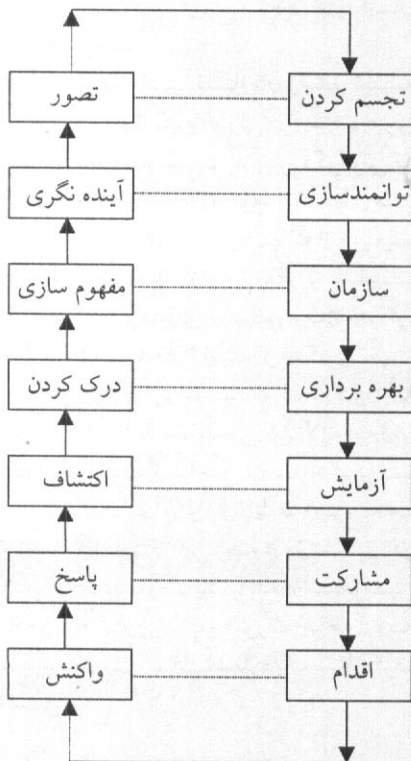 تجسم کردن
تصور
توانمندسازی
آینده نگری
سازمان
مفهوم سازی
بهره برداری
درک کردن
آزمایش
اکتشاف
مشارکت
پاسخ
اقدام
واکنش